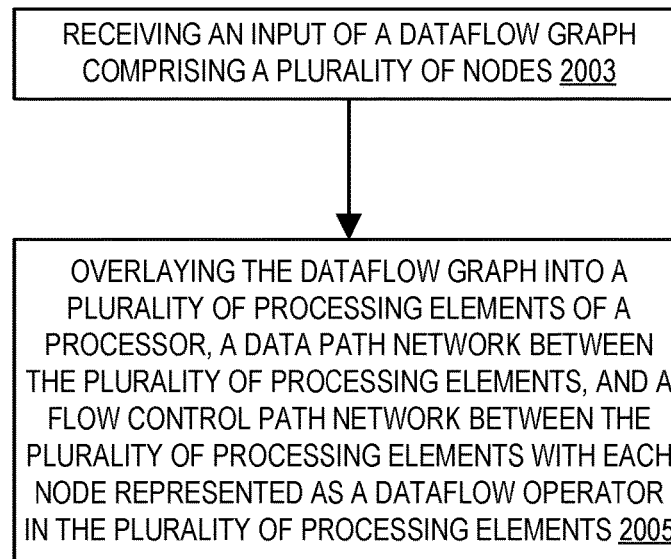 RECEIVING AN INPUT OF A DATAFLOW GRAPH
COMPRISING A PLURALITY OF NODES 2003
OVERLAYING THE DATAFLOW GRAPH INTO A
PLURALITY OF PROCESSING ELEMENTS OF A
PROCESSOR, A DATA PATH NETWORK BETWEEN
THE PLURALITY OF PROCESSING ELEMENTS, AND A
FLOW CONTROL PATH NETWORK BETWEEN THE
PLURALITY OF PROCESSING ELEMENTS WITH EACH
NODE REPRESENTED AS A DATAFLOW OPERATOR
IN THE PLURALITY OF PROCESSING ELEMENTS 2005